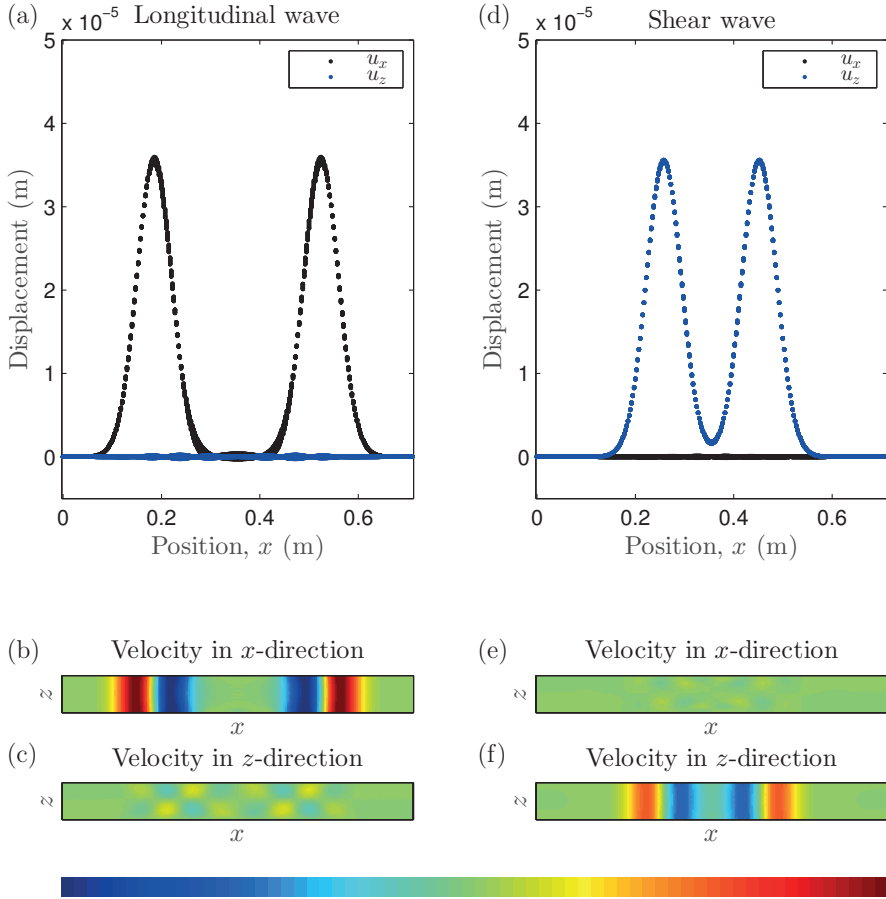 (a) Longitudinal wave
x 10⁻⁵
5
4
3
2
1
0
Displacement (m)
u_x
u_z
0 0.2 0.4 0.6
Position, x (m)
(d) Shear wave
x 10⁻⁵
5
4
3
2
1
0
Displacement (m)
u_x
u_z
0 0.2 0.4 0.6
Position, x (m)
(b) Velocity in x-direction
z
x
(c) Velocity in z-direction
z
x
(e) Velocity in x-direction
z
x
(f) Velocity in z-direction
z
x